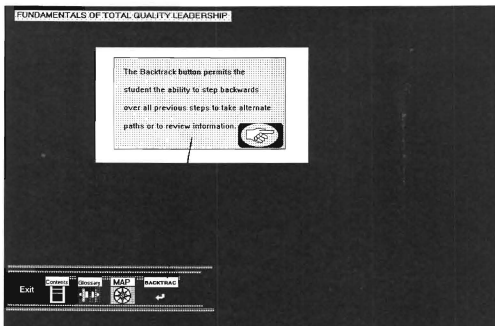 FUNDAMENTALS OF TOTAL QUALITY LEADERSHIP
The Backtrack button permits the
student the ability to step backwards
over all previous steps to take alternate
paths or to review information.
Exit Contents Glossary MAP BACKTRAC